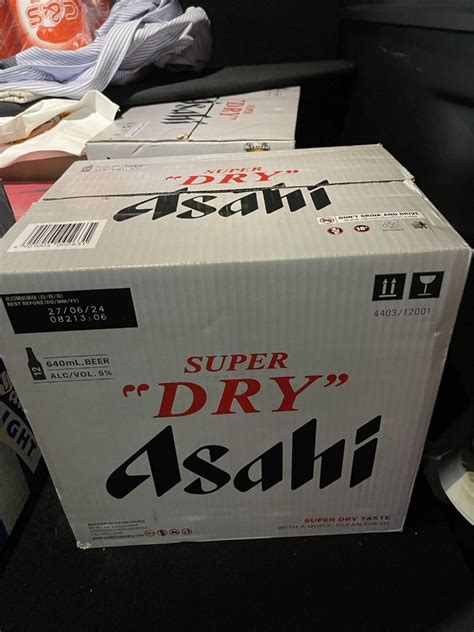 C&S
"DRY"
SUPER
"DRY"
Asahi
DON'T DRINK AND DRIVE
18+
BEST BEFORE (DD/MM/YY)
27/06/24
08213.06
4403/12001
12
640mL.BEER
ALC/VOL. 5%
SUPER
"DRY"
Asahi
SUPER DRY TASTE
WITH A QUICK, CLEAN FINISH
IGHT